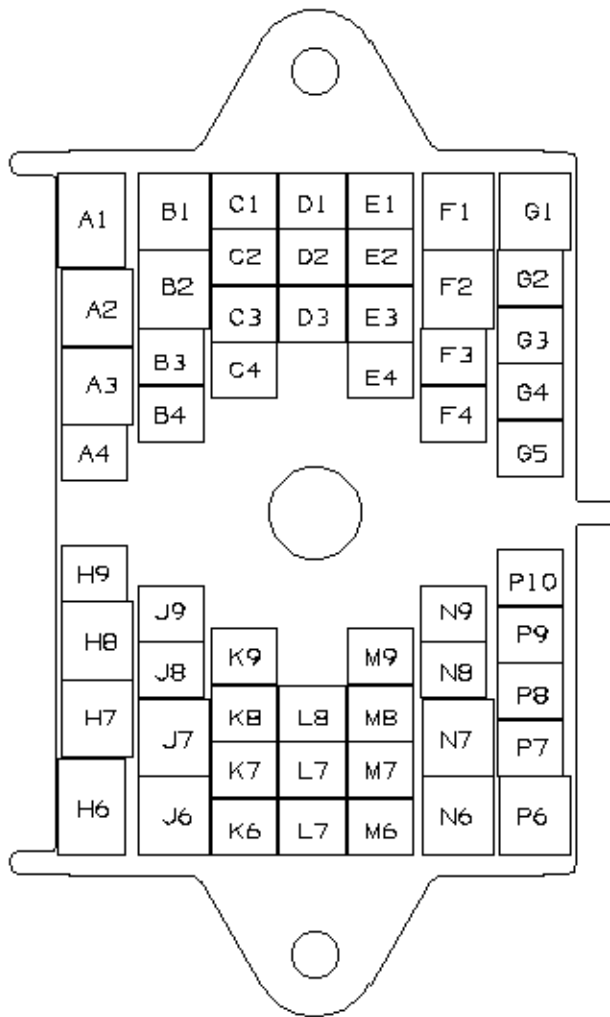 A1 B1 C1 D1 E1 F1 G1
A2 B2 C2 D2 E2 F2 G2
A3 B3 C3 D3 E3 F3 G3
A4 B4 C4 E4 F4 G4
G5
H9 J9 K9 M9 N9 P10
H8 J8 K8 L8 M8 N8 P9
H7 J7 K7 L7 M7 N7 P8
P7
H6 J6 K6 L7 M6 N6 P6